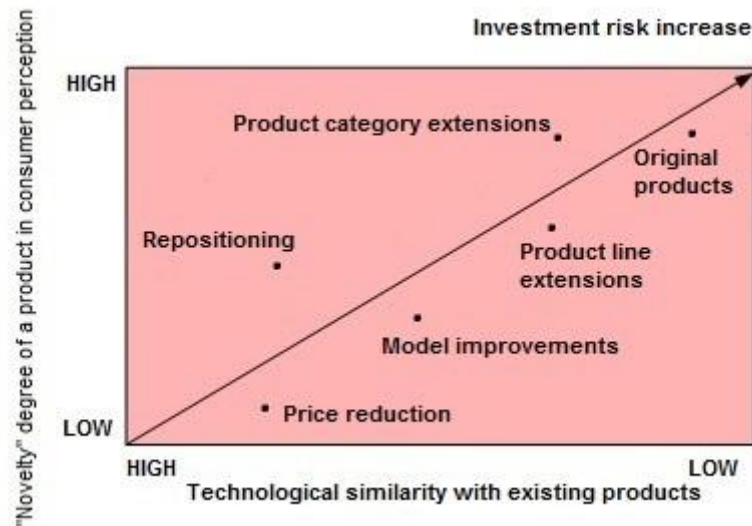 Investment risk increase
"Novelty" degree of a product in consumer perception
HIGH
Product category extensions
Original
products
Repositioning
Product line
extensions
Model improvements
Price reduction
LOW
HIGH
LOW
Technological similarity with existing products